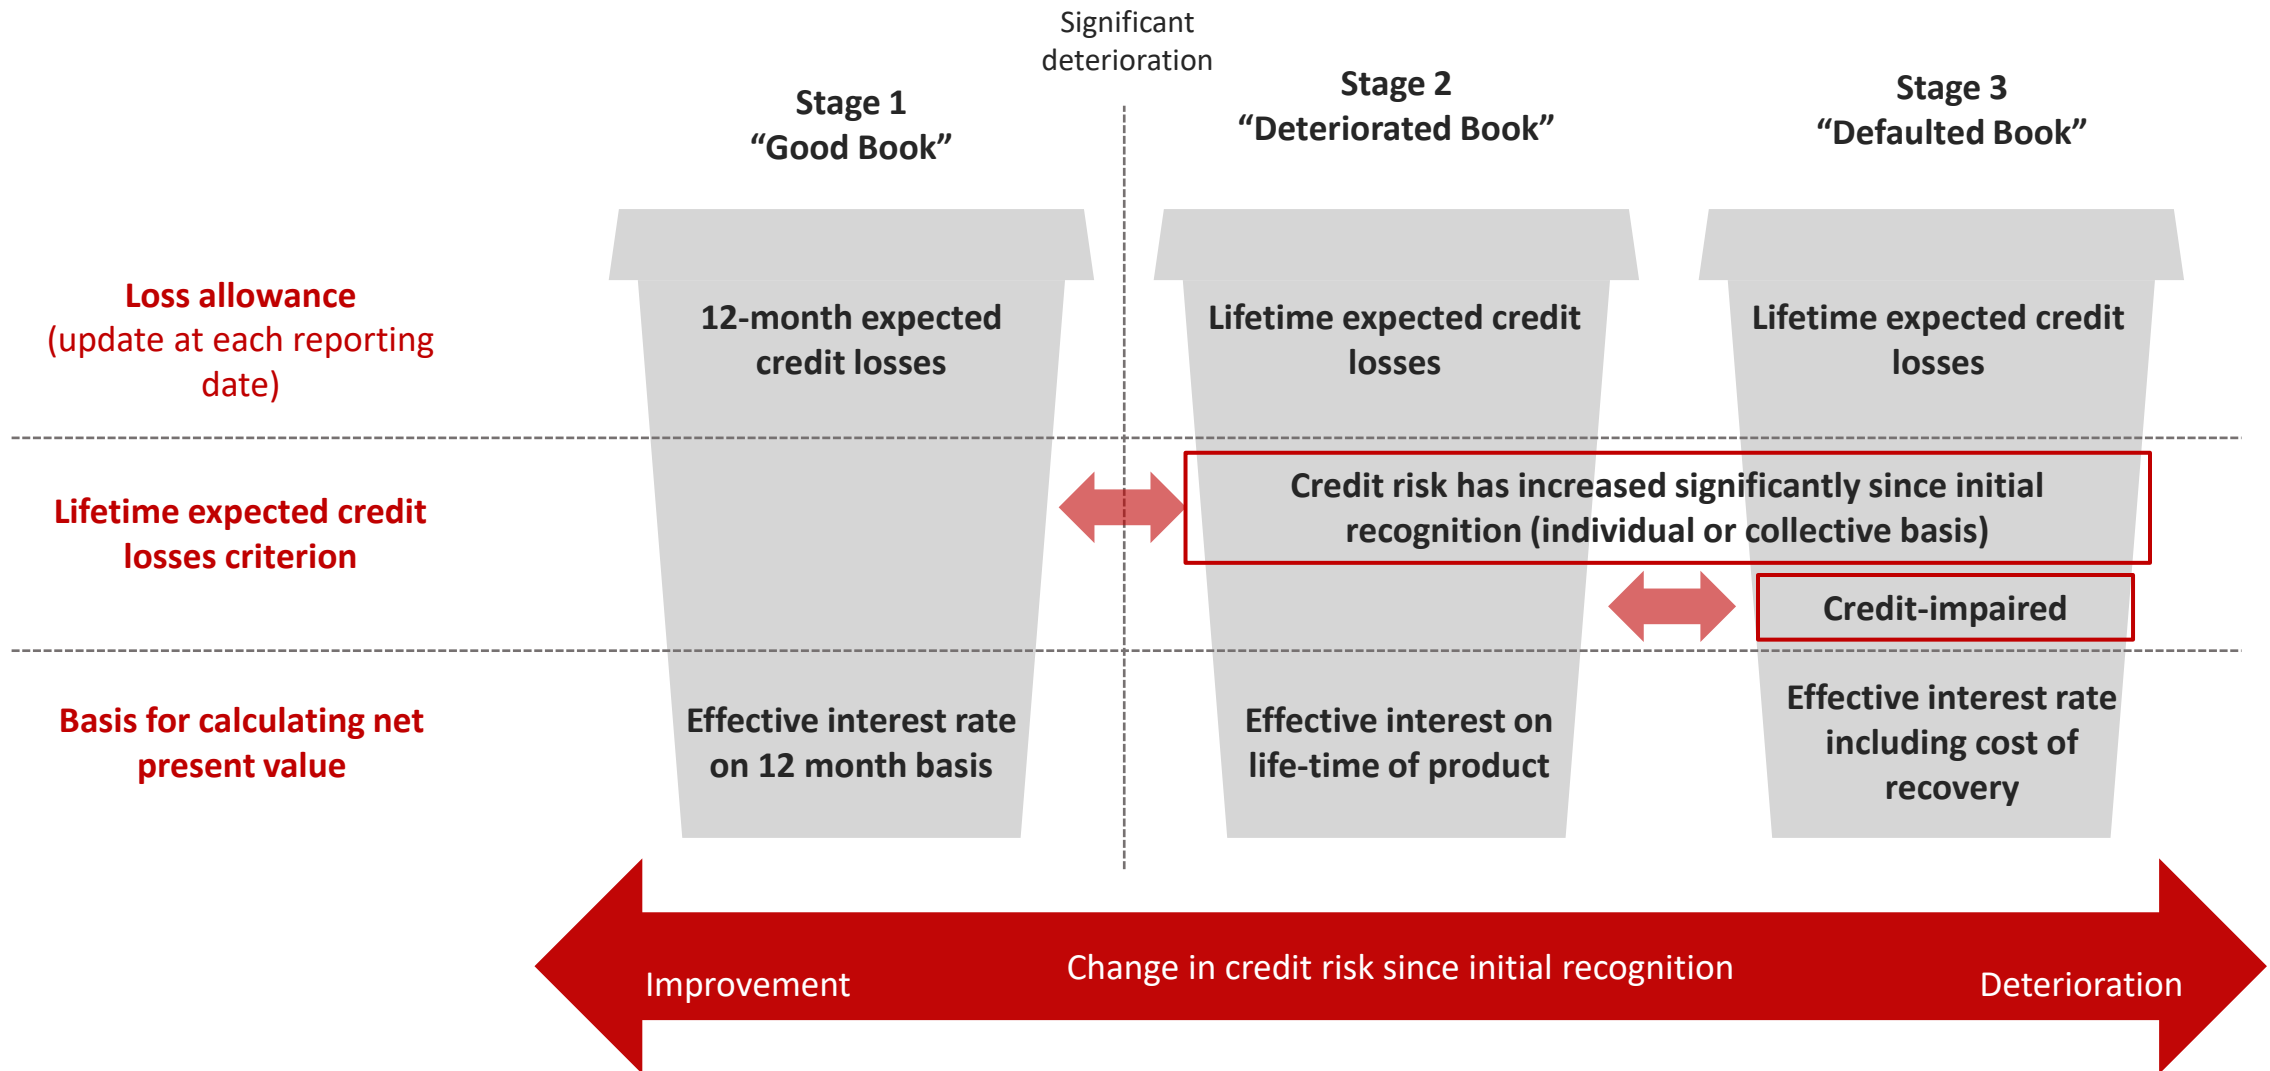 Significant
deterioration
Stage 1
“Good Book”
Stage 2
“Deteriorated Book”
Stage 3
“Defaulted Book”
Loss allowance
(update at each reporting
date)
12-month expected
credit losses
Lifetime expected credit
losses
Lifetime expected credit
losses
Lifetime expected credit
losses criterion
Credit risk has increased significantly since initial
recognition (individual or collective basis)
Credit-impaired
Basis for calculating net
present value
Effective interest rate
on 12 month basis
Effective interest on
life-time of product
Effective interest rate
including cost of
recovery
Improvement
Change in credit risk since initial recognition
Deterioration